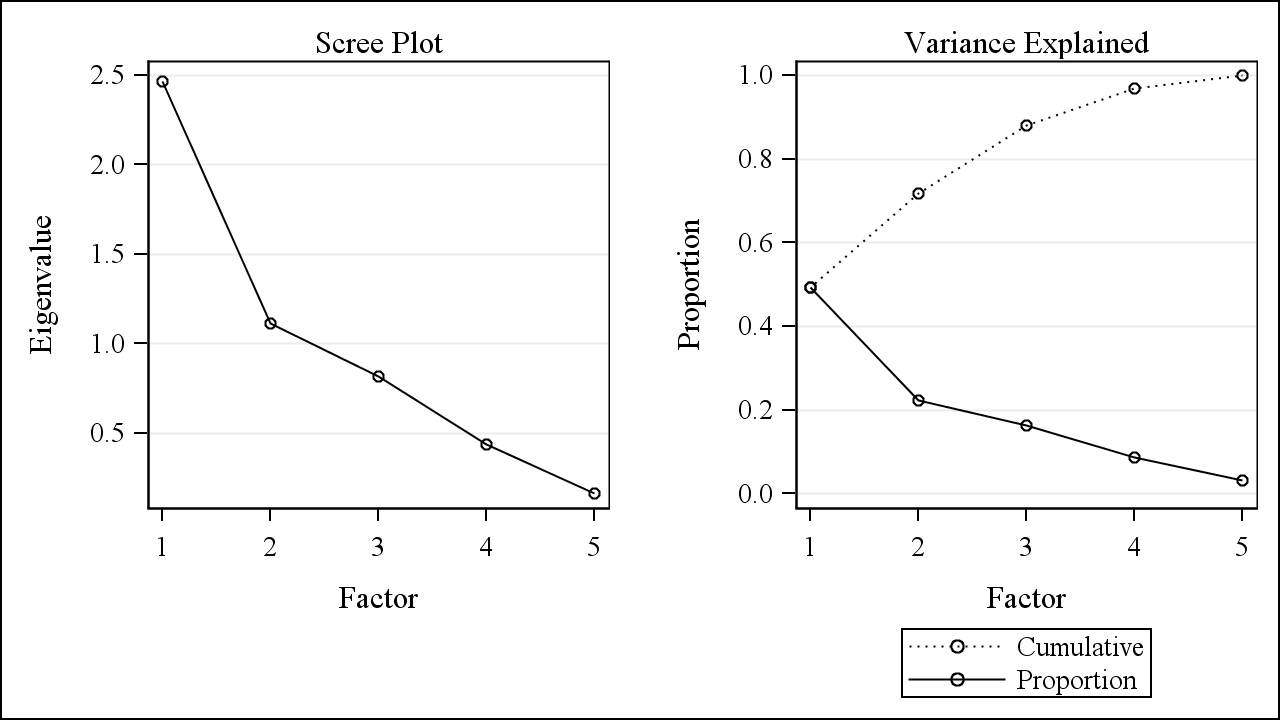 Scree Plot
2.5
2.0
1.5
1.0
0.5
Eigenvalue
1 2 3 4 5
Factor
Variance Explained
1.0
0.8
0.6
0.4
0.2
0.0
Proportion
1 2 3 4 5
Factor
Cumulative
Proportion